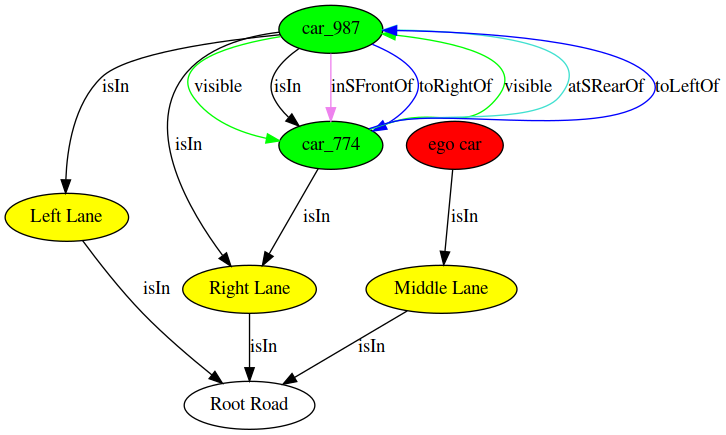 car_987
isIn
visible
isIn
inSFrontOf
toRightOf
visible
atSRearOf
toLeftOf
isIn
car_774
ego car
Left Lane
isIn
isIn
isIn
Right Lane
Middle Lane
isIn
isIn
Root Road